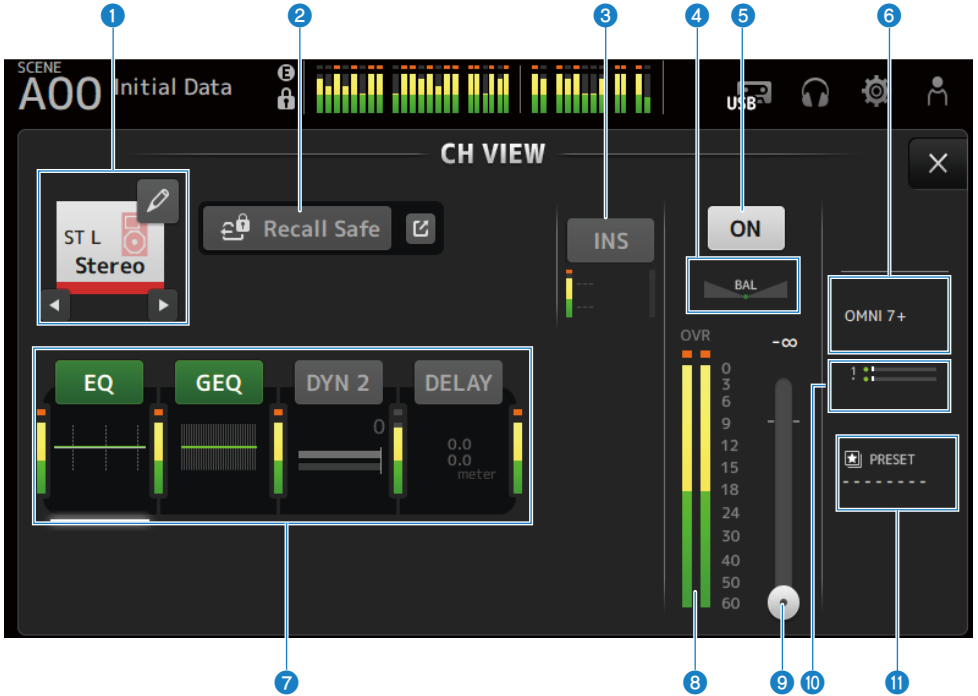 1 2 3 4 5 6
SCENE
A00 Initial Data
E
USB
CH VIEW
ST L
Stereo
Recall Safe
INS
---
---
ON
BAL
OMNI 7+
OVR
-∞
0
3
6
9
12
15
18
24
30
40
50
60
1
EQ GEQ DYN 2 DELAY
0
0.0
0.0
meter
PRESET
--------
7 8 9 10 11